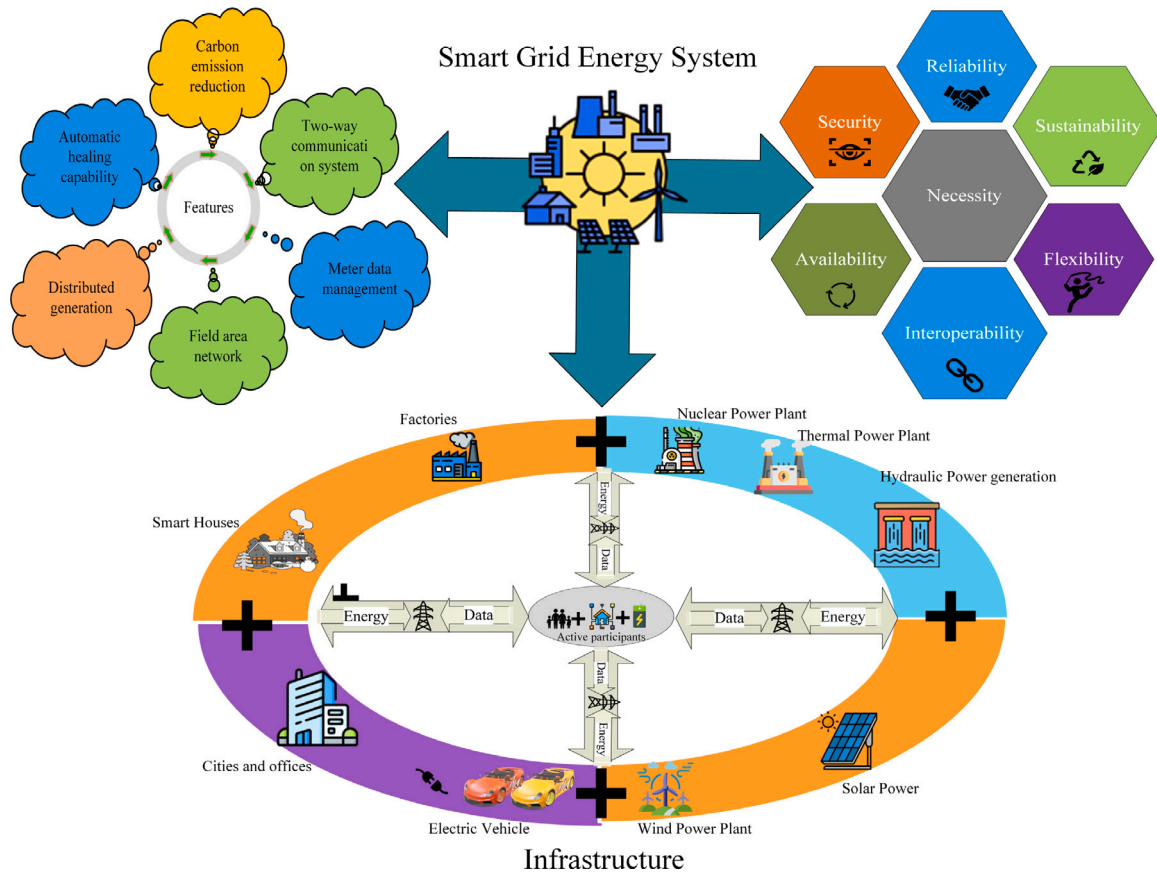 Smart Grid Energy System
Carbon
emission
reduction
Automatic
healing
capability
Two-way
communicati
on system
Features
Distributed
generation
Meter data
management
Field area
network
Reliability
Security
Sustainability
Necessity
Availability
Flexibility
Interoperability
Factories
Nuclear Power Plant
Thermal Power Plant
Hydraulic Power generation
Smart Houses
Energy
Data
Energy
Data
Active participants
Data
Energy
Data
Energy
Cities and offices
Solar Power
Electric Vehicle
Wind Power Plant
Infrastructure